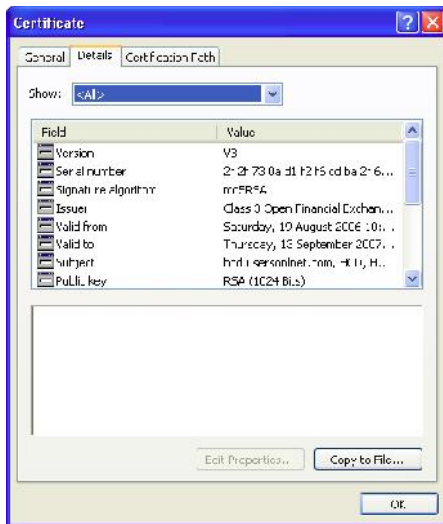 Certificate
General Details Certification Path
Show: <All>
Field Value
Version V3
Serial number
Signature algorithm
Issuer Class 3 Open Financial Exchan...
Valid from Saturday, 19 August 2006 10:...
Valid to Thursday, 13 September 2007...
Subject
Public key RSA (1024 Bits)
Edit Properties... Copy to File...
OK